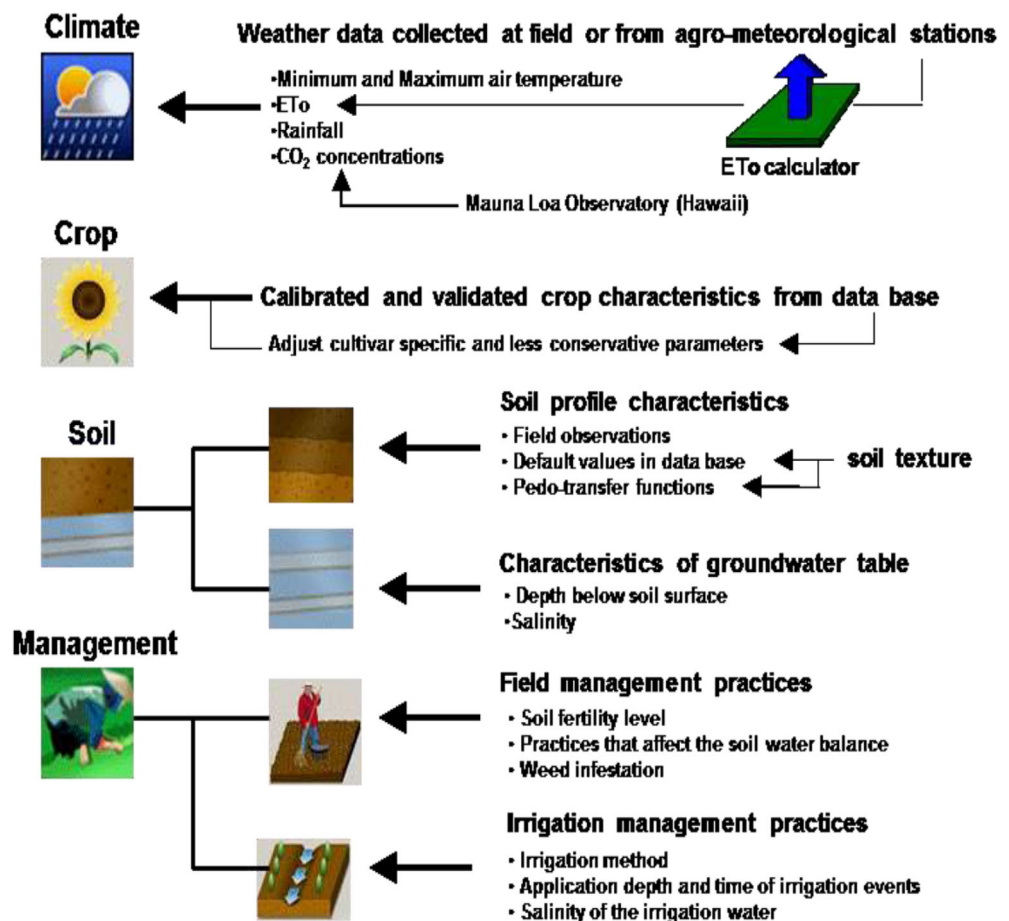 Climate
Weather data collected at field or from agro-meteorological stations
•Minimum and Maximum air temperature
•ETo
•Rainfall
•CO₂ concentrations
ETo calculator
Mauna Loa Observatory (Hawaii)
Crop
Calibrated and validated crop characteristics from data base
Adjust cultivar specific and less conservative parameters
Soil
Soil profile characteristics
• Field observations
• Default values in data base
soil texture
• Pedo-transfer functions
Characteristics of groundwater table
• Depth below soil surface
•Salinity
Management
Field management practices
• Soil fertility level
• Practices that affect the soil water balance
• Weed infestation
Irrigation management practices
• Irrigation method
• Application depth and time of irrigation events
• Salinity of the irrigation water